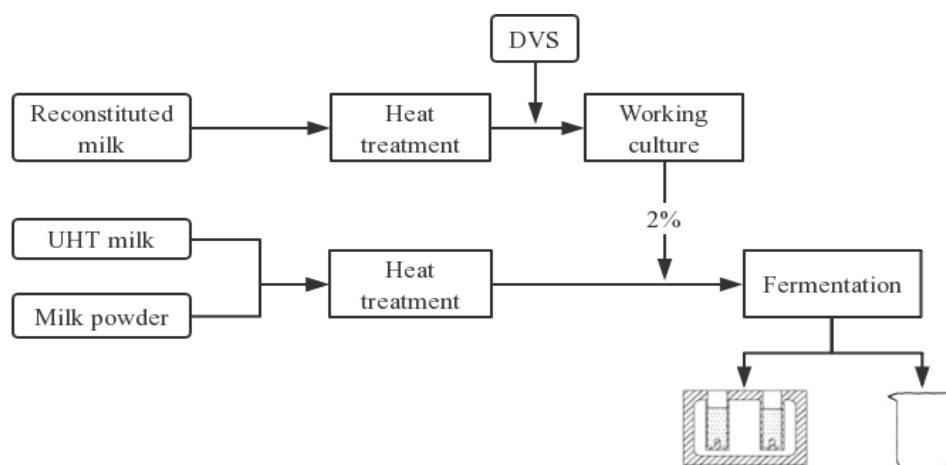 DVS
Reconstituted
milk
Heat
treatment
Working
culture
2%
UHT milk
Milk powder
Heat
treatment
Fermentation